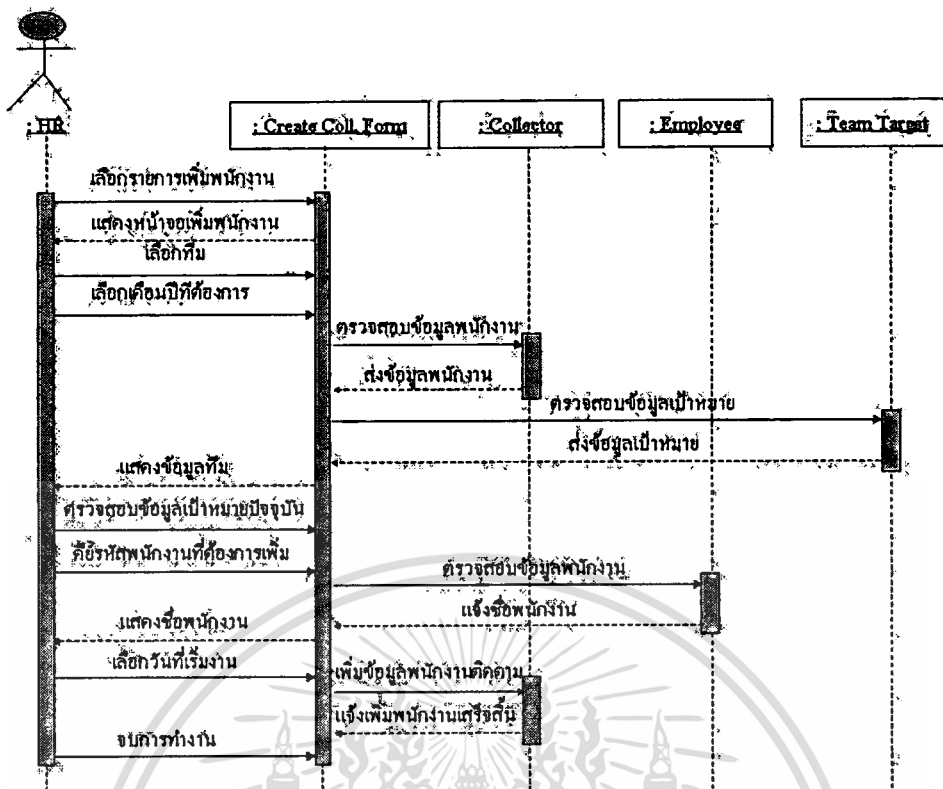 : HR
: Create Coll. Form
: Collector
: Employee
: Team Target
เลือกรายการเพิ่มพนักงาน
แสดงหน้าจอเพิ่มพนักงาน
เลือกทีม
เลือกเดือนปีที่ต้องการ
ตรวจสอบข้อมูลพนักงาน
ส่งข้อมูลพนักงาน
ตรวจสอบข้อมูลเป้าหมาย
ส่งข้อมูลเป้าหมาย
แสดงข้อมูลทีม
ตรวจสอบข้อมูลเป้าหมายปัจจุบัน
คีย์รหัสพนักงานที่ต้องการเพิ่ม
ตรวจสอบข้อมูลพนักงาน
แจ้งชื่อพนักงาน
แสดงชื่อพนักงาน
เลือกวันที่เริ่มงาน
เพิ่มข้อมูลพนักงานติดตาม
แจ้งเพิ่มพนักงานเสร็จสิ้น
จบการทำงาน